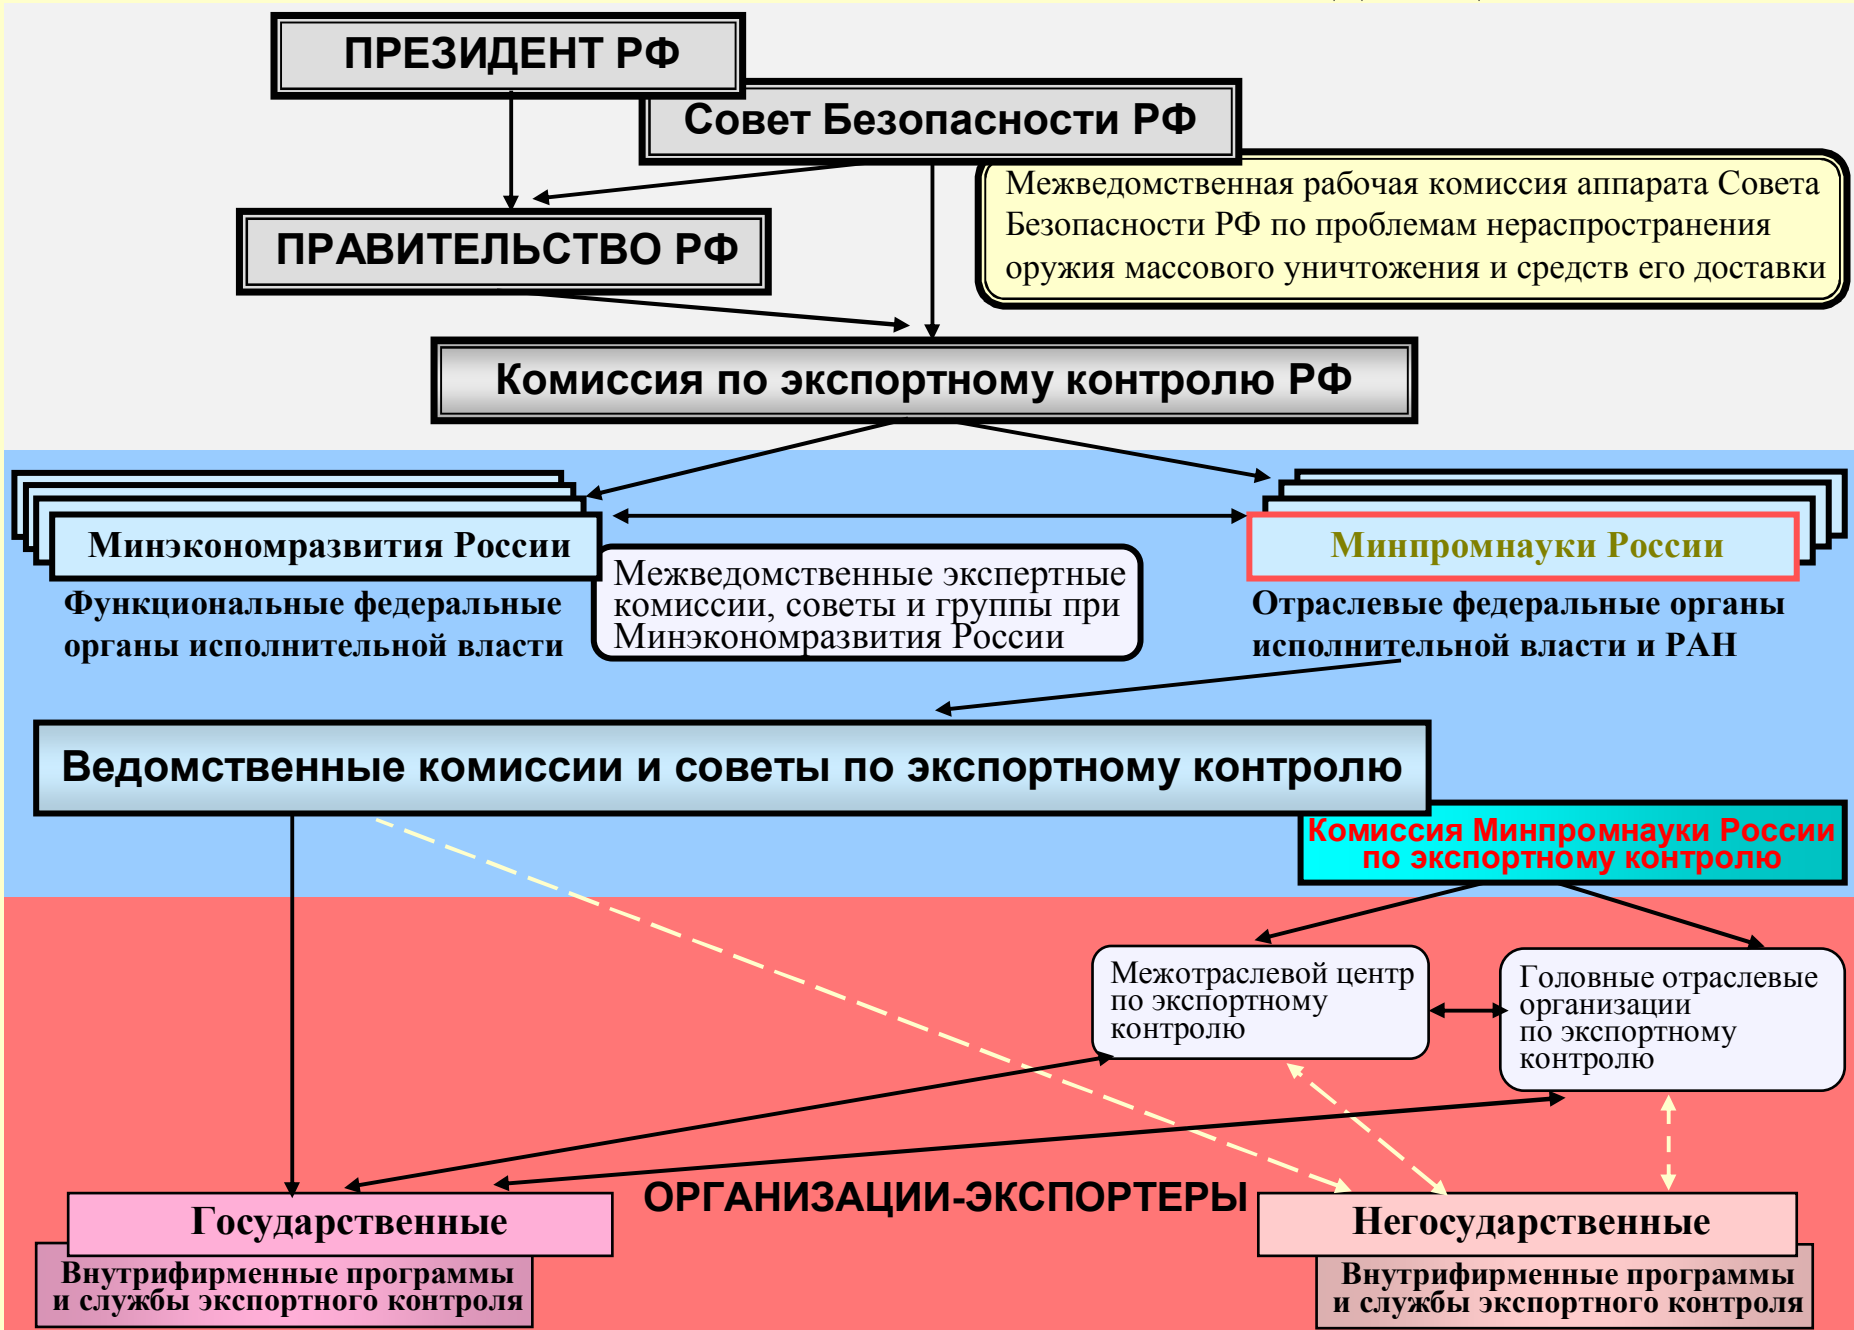 ПРЕЗИДЕНТ РФ
Совет Безопасности РФ
Межведомственная рабочая комиссия аппарата Совета
Безопасности РФ по проблемам нераспространения
оружия массового уничтожения и средств его доставки
ПРАВИТЕЛЬСТВО РФ
Комиссия по экспортному контролю РФ
Минэкономразвития России
Функциональные федеральные
органы исполнительной власти
Межведомственные экспертные
комиссии, советы и группы при
Минэкономразвития России
Минпромнауки России
Отраслевые федеральные органы
исполнительной власти и РАН
Ведомственные комиссии и советы по экспортному контролю
Комиссия Минпромнауки России
по экспортному контролю
Межотраслевой центр
по экспортному
контролю
Головные отраслевые
организации
по экспортному
контролю
ОРГАНИЗАЦИИ-ЭКСПОРТЕРЫ
Государственные
Внутрифирменные программы
и службы экспортного контроля
Негосударственные
Внутрифирменные программы
и службы экспортного контроля